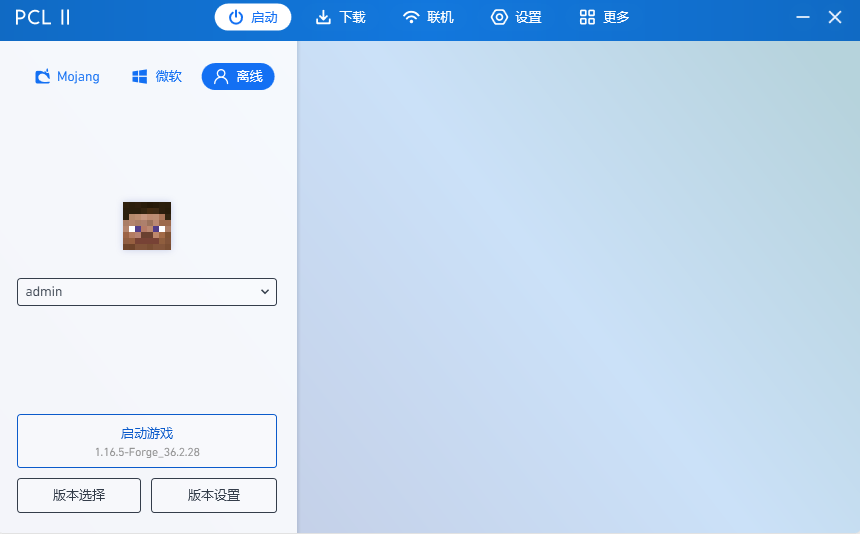 PCL II
启动
下载
联机
设置
更多
Mojang
微软
离线
admin
启动游戏
1.16.5-Forge_36.2.28
版本选择
版本设置